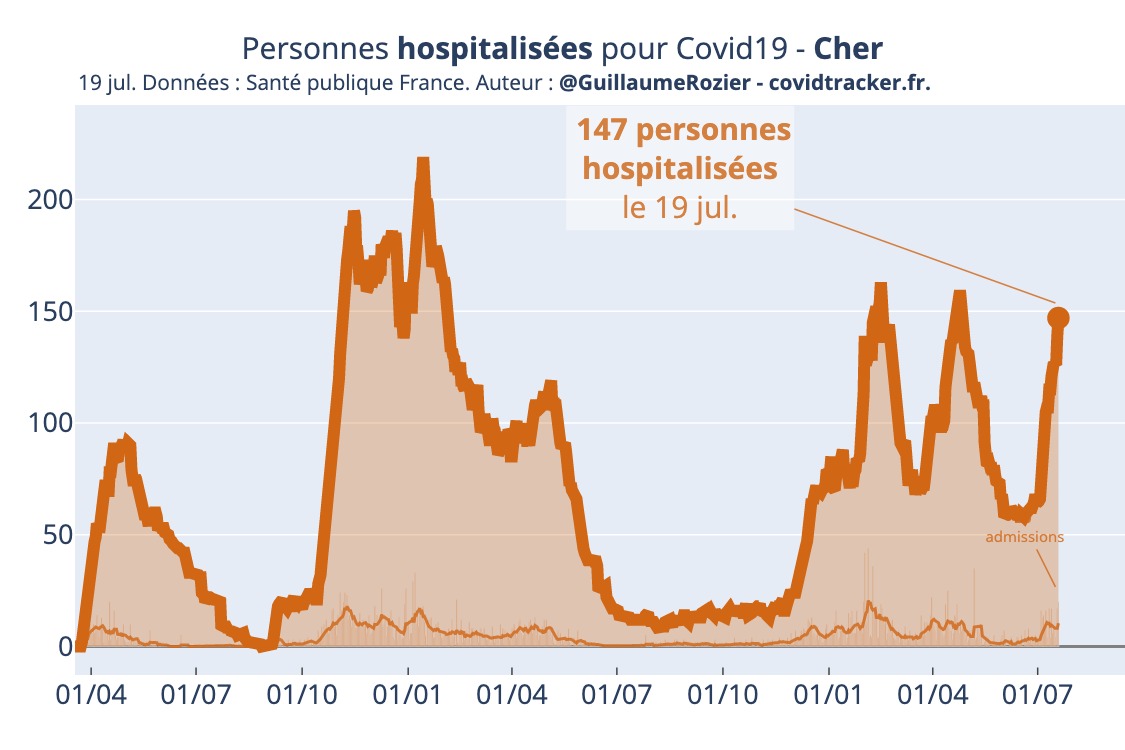 Personnes hospitalisées pour Covid19 - Cher
19 jul. Données : Santé publique France. Auteur : @GuillaumeRozier - covidtracker.fr.
147 personnes
hospitalisées
le 19 jul.
200
150
100
50
0
admissions
01/04 01/07 01/10 01/01 01/04 01/07 01/10 01/01 01/04 01/07